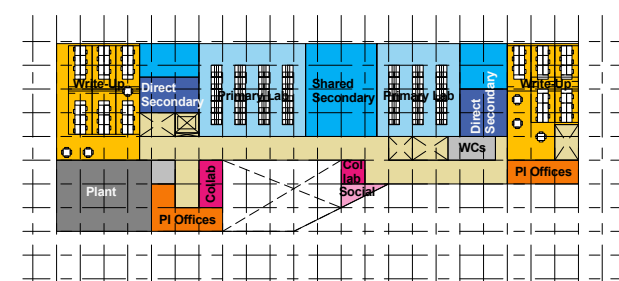 Write-Up
Direct
Secondary
Primary Lab
Shared
Secondary
Primary Lab
Direct
Secondary
Write-Up
WCs
Plant
PI Offices
Collab
Col
lab
Social
PI Offices